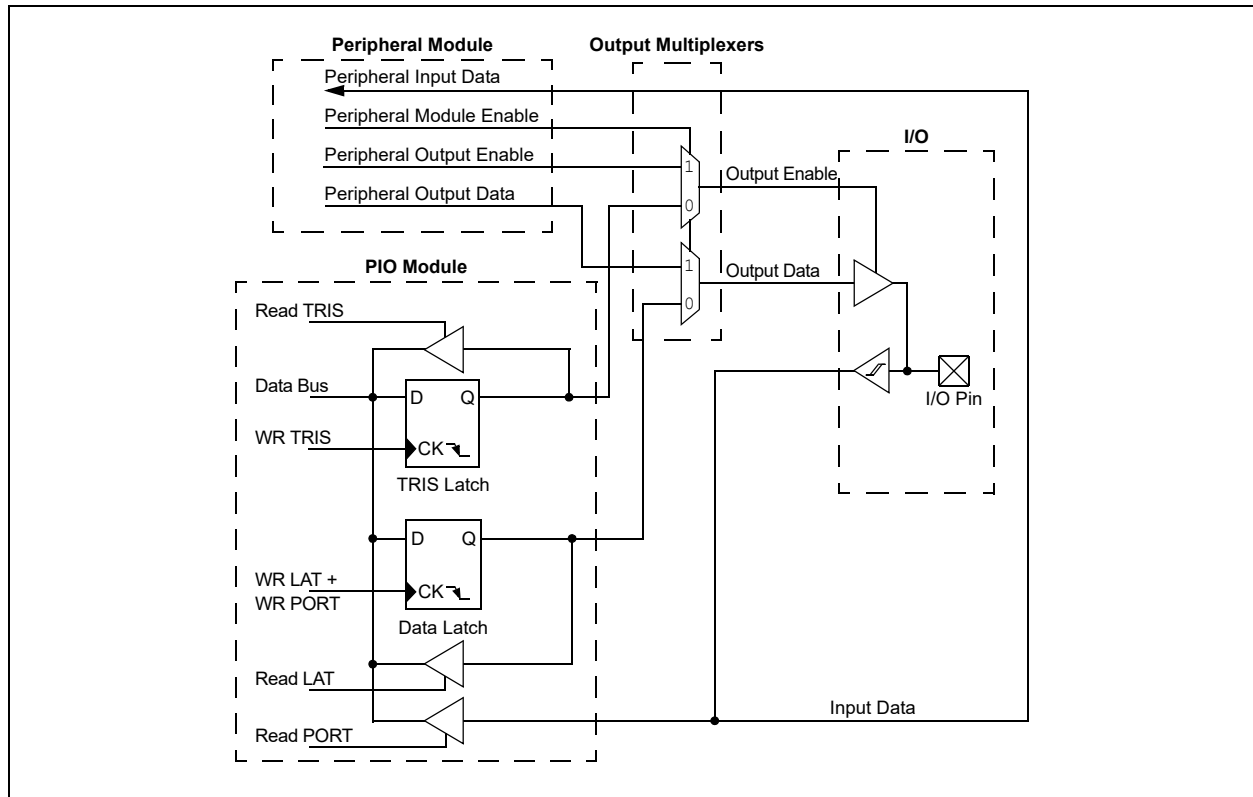 Peripheral Module
Output Multiplexers
Peripheral Input Data
Peripheral Module Enable
I/O
Peripheral Output Enable
1
Output Enable
Peripheral Output Data
0
PIO Module
1
Output Data
0
Read TRIS
Data Bus
D
Q
I/O Pin
WR TRIS
CK
TRIS Latch
D
Q
WR LAT +
WR PORT
CK
Data Latch
Read LAT
Input Data
Read PORT